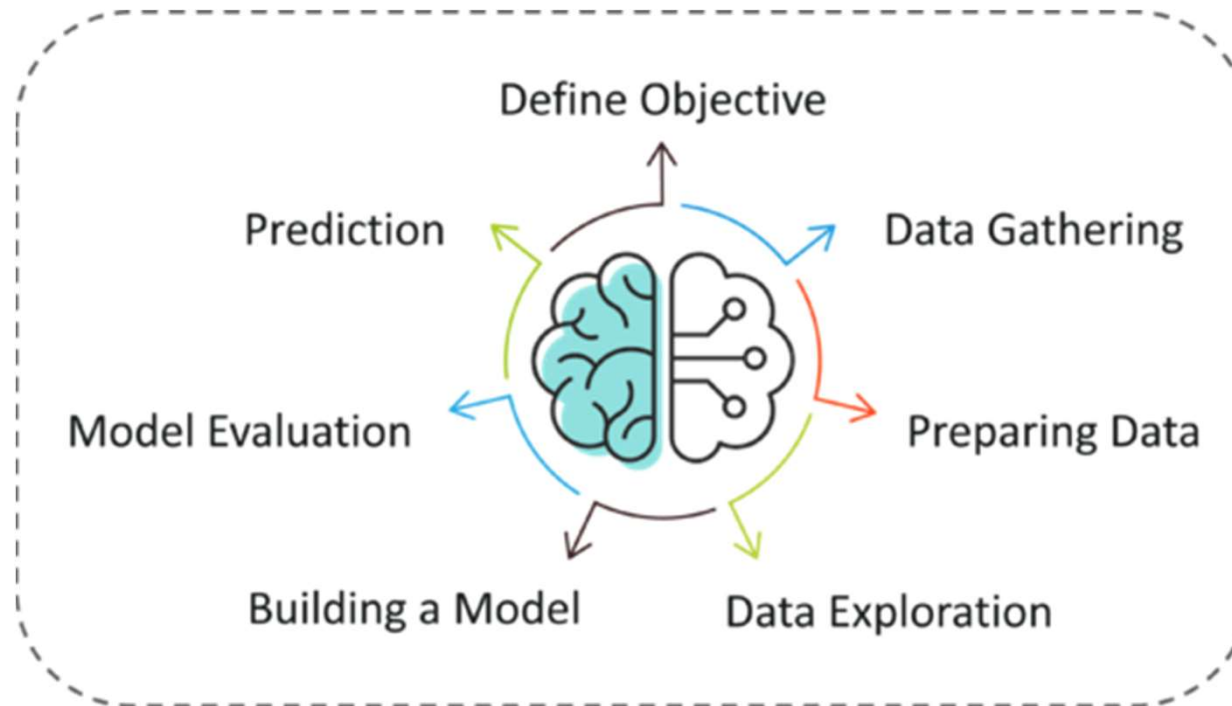 Define Objective
Data Gathering
Preparing Data
Data Exploration
Building a Model
Model Evaluation
Prediction